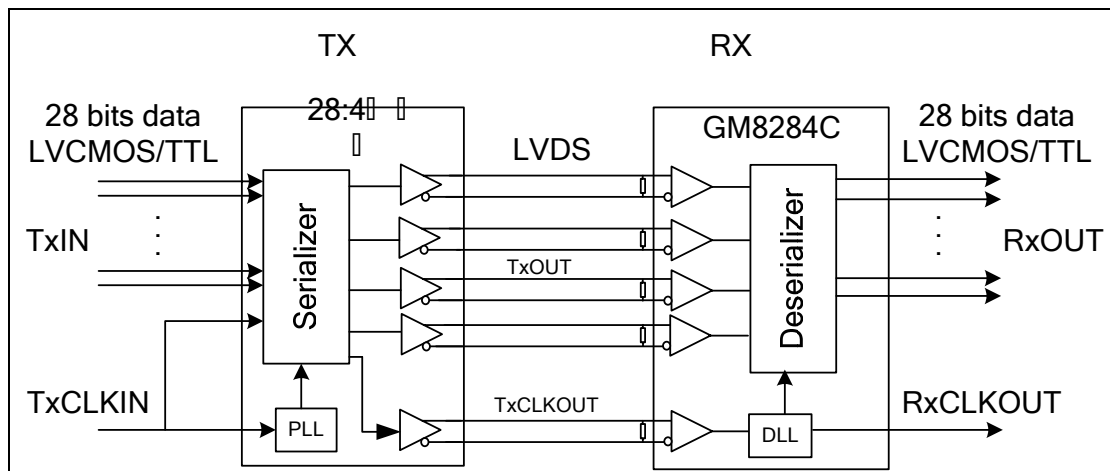 TX
RX
28:4
28 bits data
LVCMOS/TTL
GM8284C
28 bits data
LVCMOS/TTL
LVDS
TxIN
Serializer
TxOUT
Deserializer
RxOUT
TxCLKIN
PLL
TxCLKOUT
DLL
RxCLKOUT